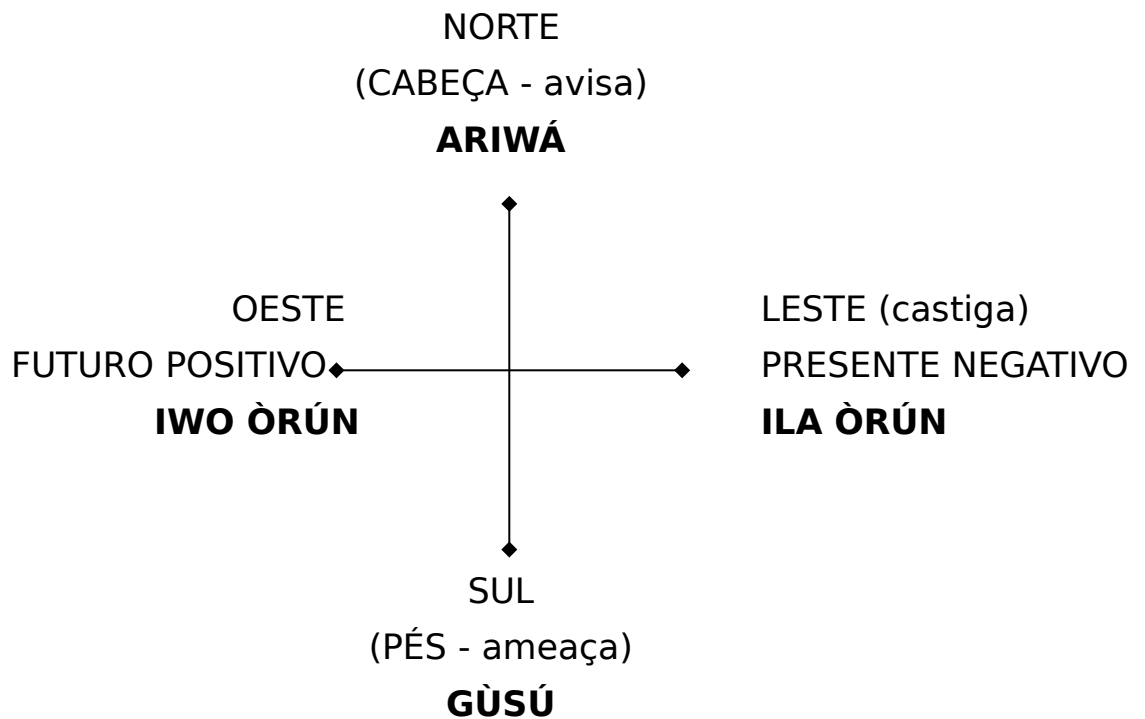 NORTE
(CABEÇA - avisa)
ARIWÁ
OESTE
FUTURO POSITIVO
IWO ÒRÚN
LESTE (castiga)
PRESENTE NEGATIVO
ILA ÒRÚN
SUL
(PÉS - ameaça)
GÙSÚ